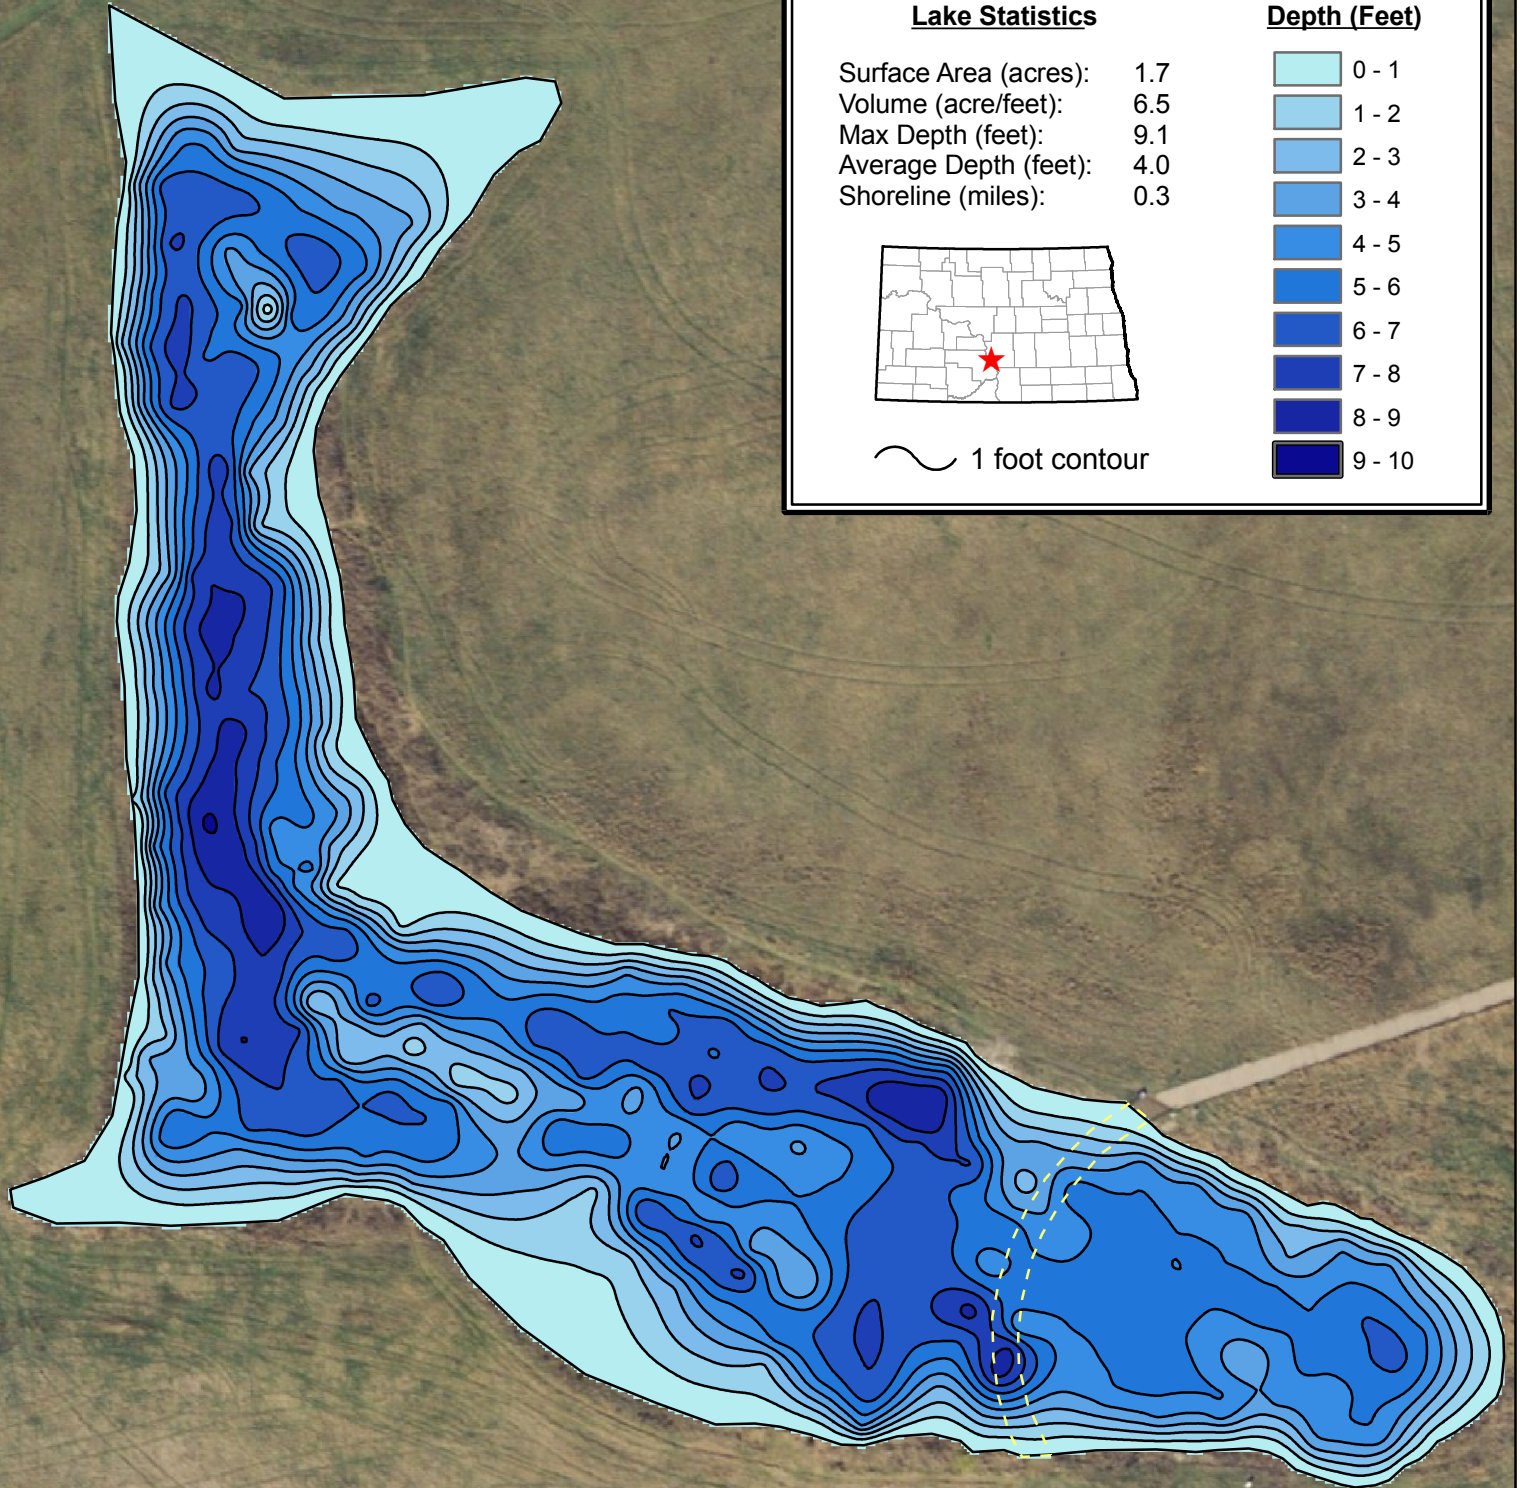 Lake Statistics
Surface Area (acres): 1.7
Volume (acre/feet): 6.5
Max Depth (feet): 9.1
Average Depth (feet): 4.0
Shoreline (miles): 0.3
1 foot contour
Depth (Feet)
0 - 1
1 - 2
2 - 3
3 - 4
4 - 5
5 - 6
6 - 7
7 - 8
8 - 9
9 - 10